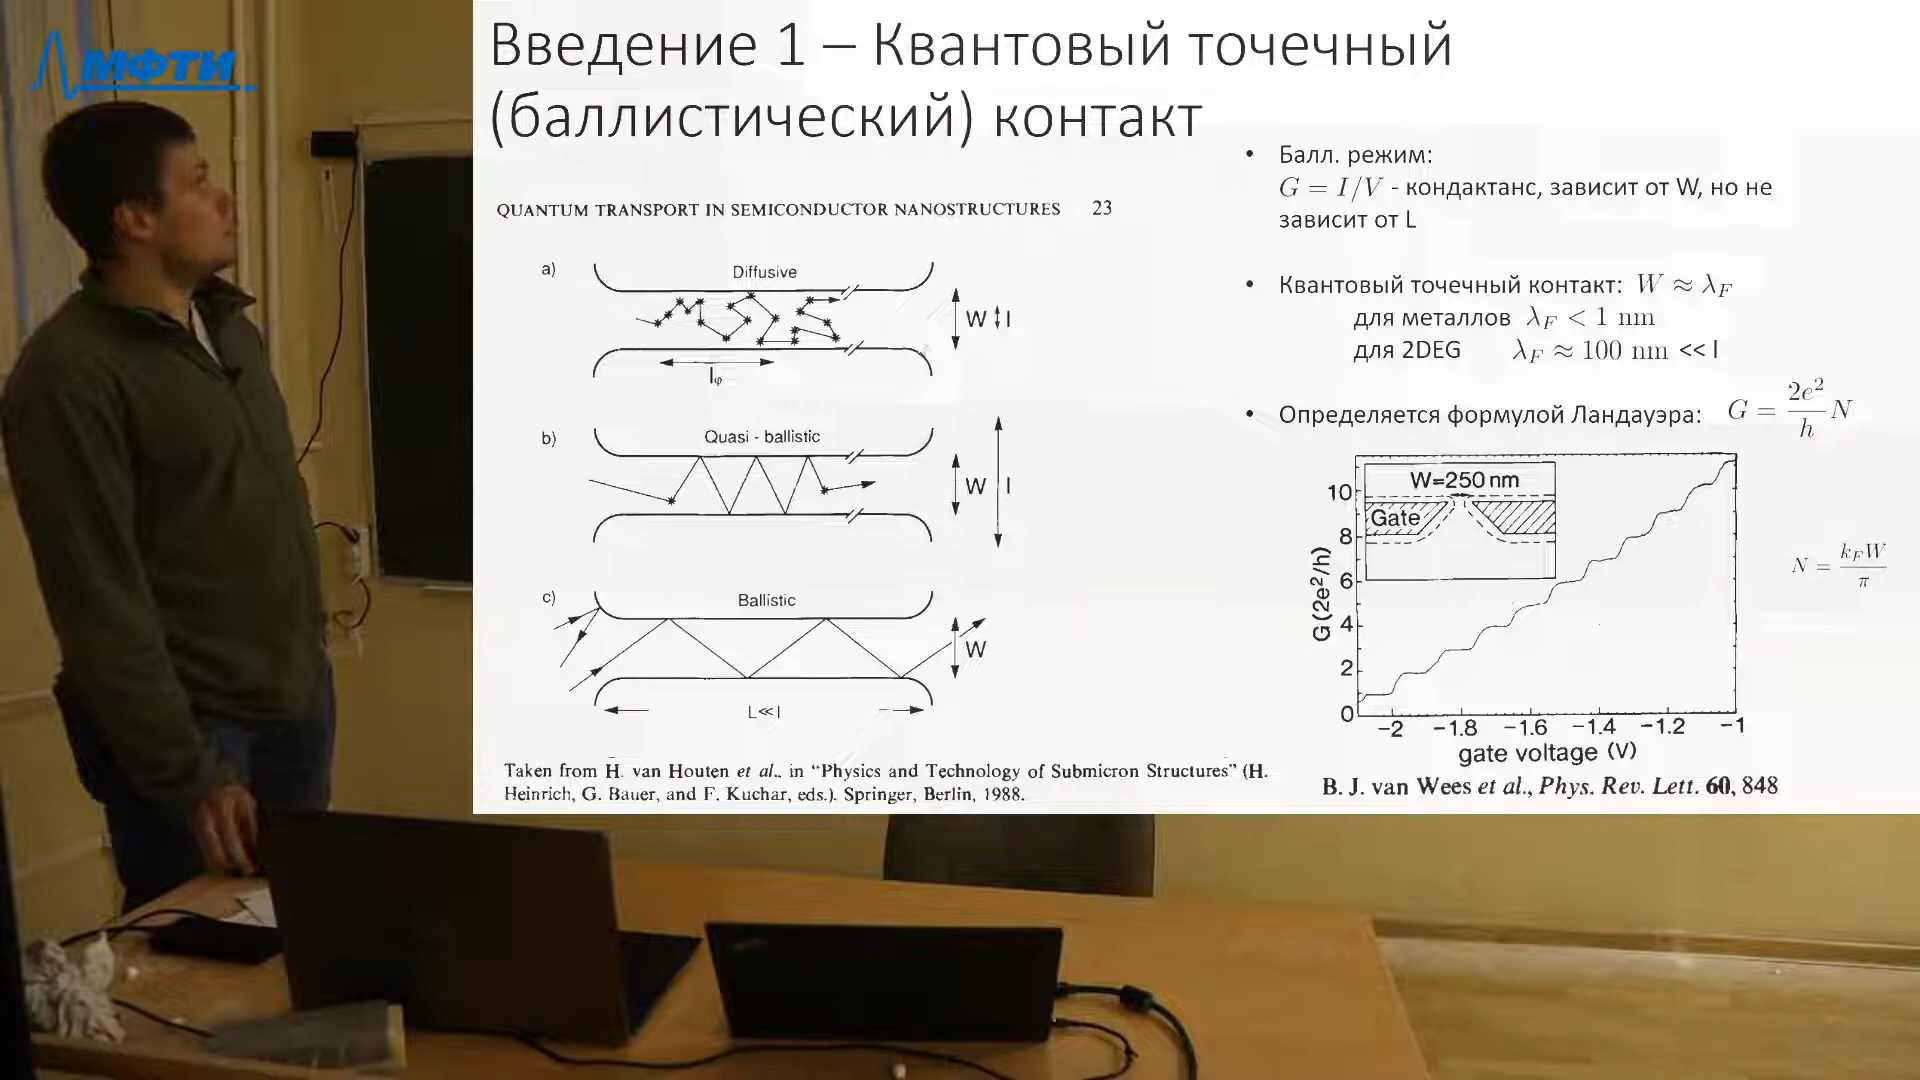 МФТИ
Введение 1 – Квантовый точечный
(баллистический) контакт
QUANTUM TRANSPORT IN SEMICONDUCTOR NANOSTRUCTURES 23
a)
Diffusive
W l
lφ
b)
Quasi - ballistic
W l
c)
Ballistic
W
L≪l
Taken from H. van Houten et al., in “Physics and Technology of Submicron Structures” (H.
Heinrich, G. Bauer, and F. Kuchar, eds.). Springer, Berlin, 1988.
• Балл. режим:
G = I/V - кондактанс, зависит от W, но не
зависит от L
• Квантовый точечный контакт: W ≈ λ_F
для металлов λ_F < 1 nm
для 2DEG λ_F ≈ 100 nm << l
• Определяется формулой Ландауэра: G = 2e²/h N
W=250 nm
Gate
G (2e²/h)
10
8
6
4
2
0
−2 −1.8 −1.6 −1.4 −1.2 −1
gate voltage (V)
N = k_F W/π
B. J. van Wees et al., Phys. Rev. Lett. 60, 848